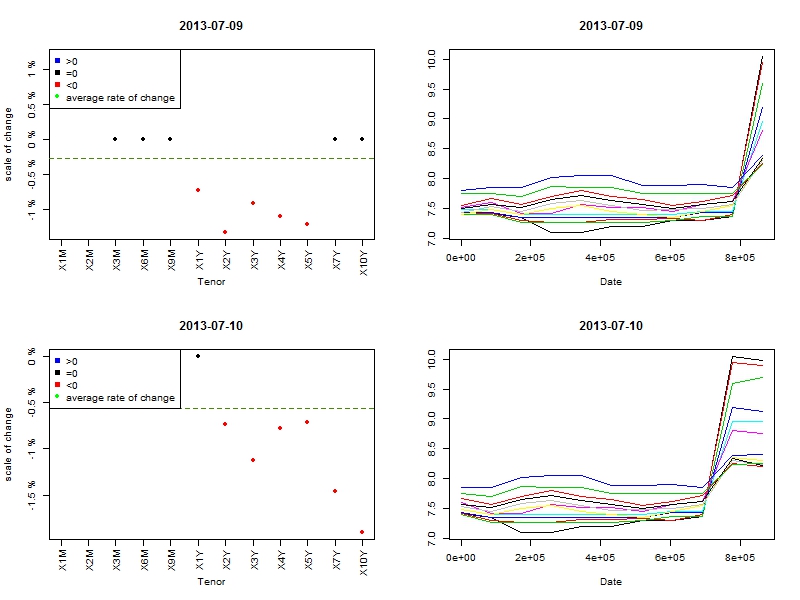 2013-07-09
scale of change
1 %
0.5 %
0 %
-0.5 %
-1 %
>0
=0
<0
average rate of change
X1M
X2M
X3M
X6M
X9M
X1Y
X2Y
X3Y
X4Y
X5Y
X7Y
X10Y
Tenor
2013-07-09
10.0
9.5
9.0
8.5
8.0
7.5
7.0
0e+00
2e+05
4e+05
6e+05
8e+05
Date
2013-07-10
scale of change
0 %
-0.5 %
-1 %
-1.5 %
>0
=0
<0
average rate of change
X1M
X2M
X3M
X6M
X9M
X1Y
X2Y
X3Y
X4Y
X5Y
X7Y
X10Y
Tenor
2013-07-10
10.0
9.5
9.0
8.5
8.0
7.5
7.0
0e+00
2e+05
4e+05
6e+05
8e+05
Date